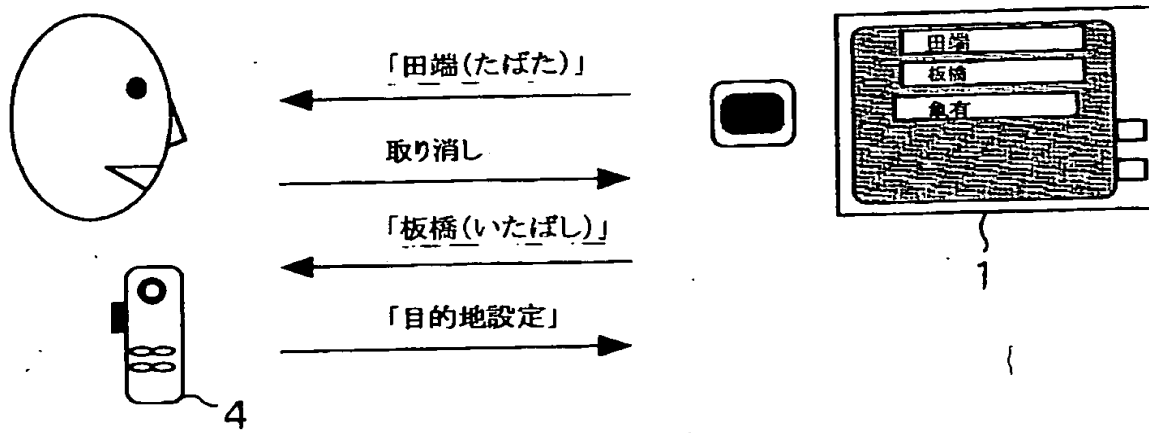 「田端(たばた)」
取り消し
「板橋(いたばし)」
「目的地設定」
4
田端
板橋
亀有
1